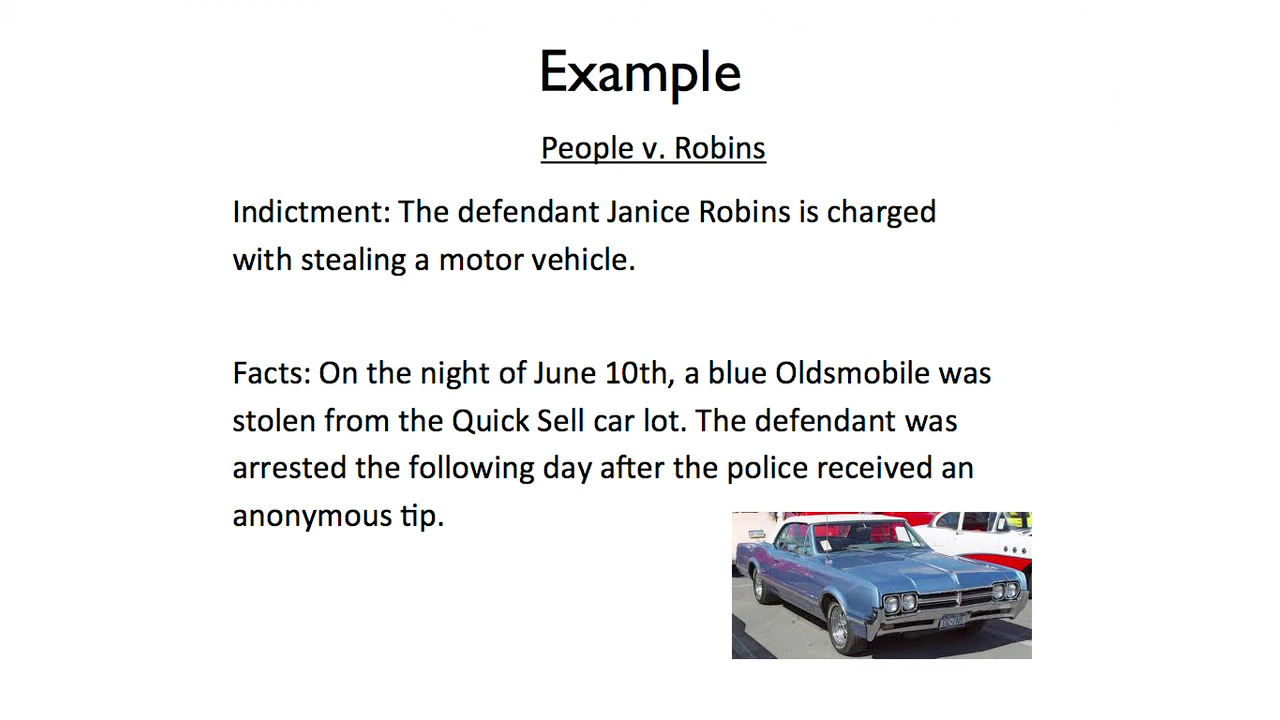 Example
People v. Robins
Indictment: The defendant Janice Robins is charged
with stealing a motor vehicle.
Facts: On the night of June 10th, a blue Oldsmobile was
stolen from the Quick Sell car lot. The defendant was
arrested the following day after the police received an
anonymous tip.